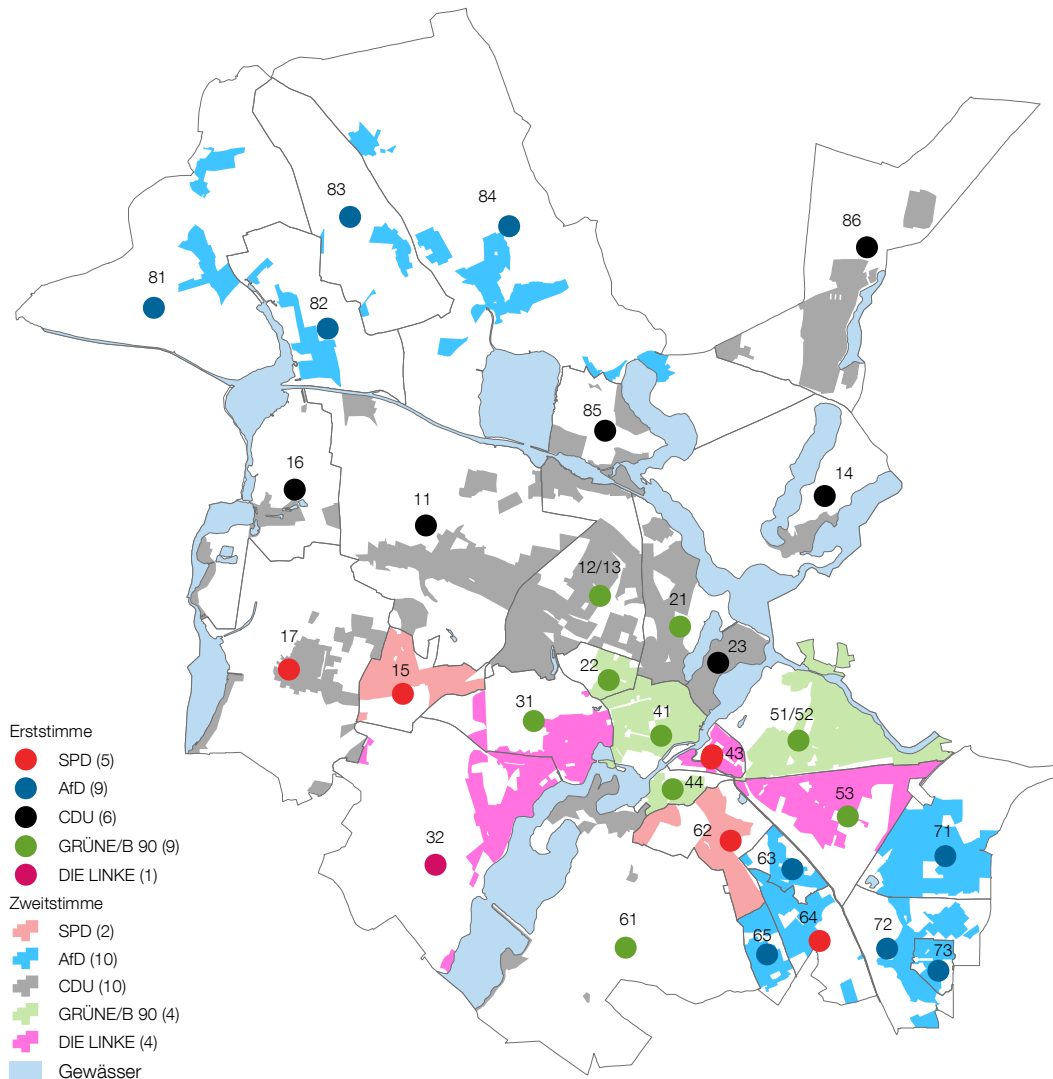 83
84
86
81
82
85
16
14
11
12/13
21
17
23
15
22
31
41
51/52
43
44
53
62
32
71
63
64
61
65
72
73
Erststimme
SPD (5)
AfD (9)
CDU (6)
GRÜNE/B 90 (9)
DIE LINKE (1)
Zweitstimme
SPD (2)
AfD (10)
CDU (10)
GRÜNE/B 90 (4)
DIE LINKE (4)
Gewässer